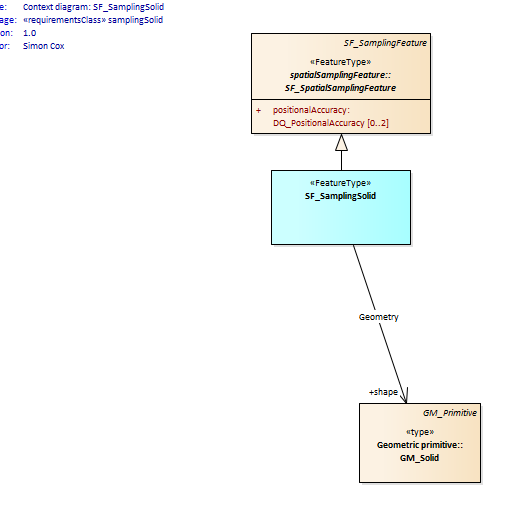 e: Context diagram: SF_SamplingSolid
age: «requirementsClass» samplingSolid
on: 1.0
or: Simon Cox
SF_SamplingFeature
«FeatureType»
spatialSamplingFeature::
SF_SpatialSamplingFeature
+ positionalAccuracy:
DQ_PositionalAccuracy [0..2]
«FeatureType»
SF_SamplingSolid
Geometry
+shape
GM_Primitive
«type»
Geometric primitive::
GM_Solid